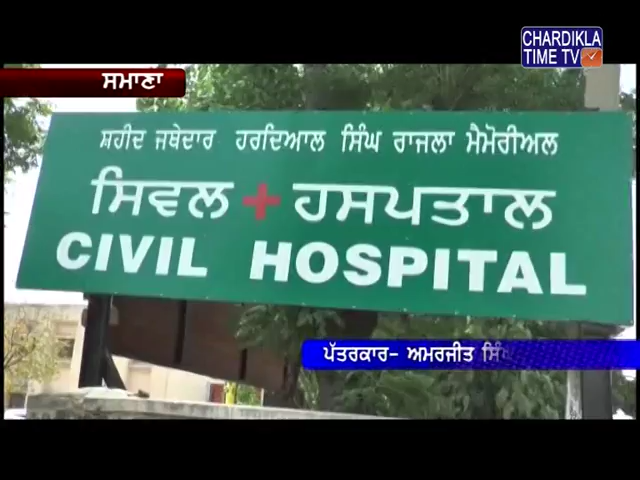 CHARDIKLA
TIME TV
ਸਮਾਣਾ
ਸ਼ਹੀਦ ਜਥੇਦਾਰ ਹਰਦਿਆਲ ਸਿੰਘ ਰਾਜਲਾ ਮੈਮੋਰੀਅਲ
ਸਿਵਲ + ਹਸਪਤਾਲ
CIVIL HOSPITAL
ਪੱਤਰਕਾਰ- ਅਮਰਜੀਤ